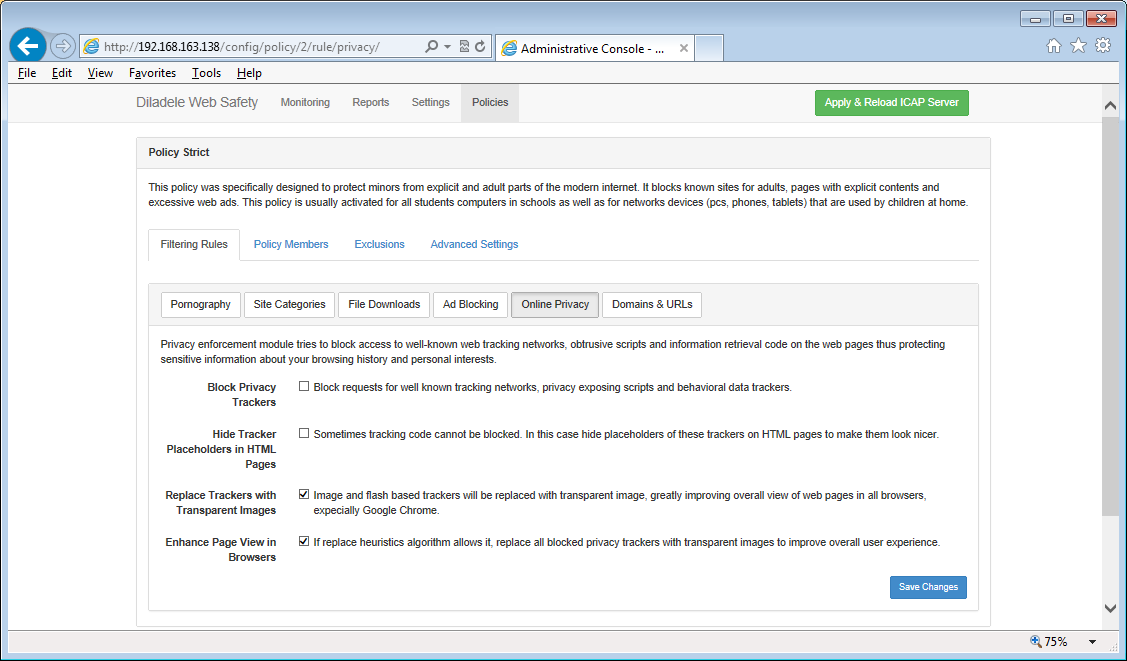 http://192.168.163.138/config/policy/2/rule/privacy/
Administrative Console - ...
File Edit View Favorites Tools Help
Diladele Web Safety Monitoring Reports Settings Policies Apply & Reload ICAP Server
Policy Strict
This policy was specifically designed to protect minors from explicit and adult parts of the modern internet. It blocks known sites for adults, pages with explicit contents and
excessive web ads. This policy is usually activated for all students computers in schools as well as for networks devices (pcs, phones, tablets) that are used by children at home.
Filtering Rules Policy Members Exclusions Advanced Settings
Pornography Site Categories File Downloads Ad Blocking Online Privacy Domains & URLs
Privacy enforcement module tries to block access to well-known web tracking networks, obtrusive scripts and information retrieval code on the web pages thus protecting
sensitive information about your browsing history and personal interests.
Block Privacy
Trackers
Block requests for well known tracking networks, privacy exposing scripts and behavioral data trackers.
Hide Tracker
Placeholders in HTML
Pages
Sometimes tracking code cannot be blocked. In this case hide placeholders of these trackers on HTML pages to make them look nicer.
Replace Trackers with
Transparent Images
Image and flash based trackers will be replaced with transparent image, greatly improving overall view of web pages in all browsers,
expecially Google Chrome.
Enhance Page View in
Browsers
If replace heuristics algorithm allows it, replace all blocked privacy trackers with transparent images to improve overall user experience.
Save Changes
75%